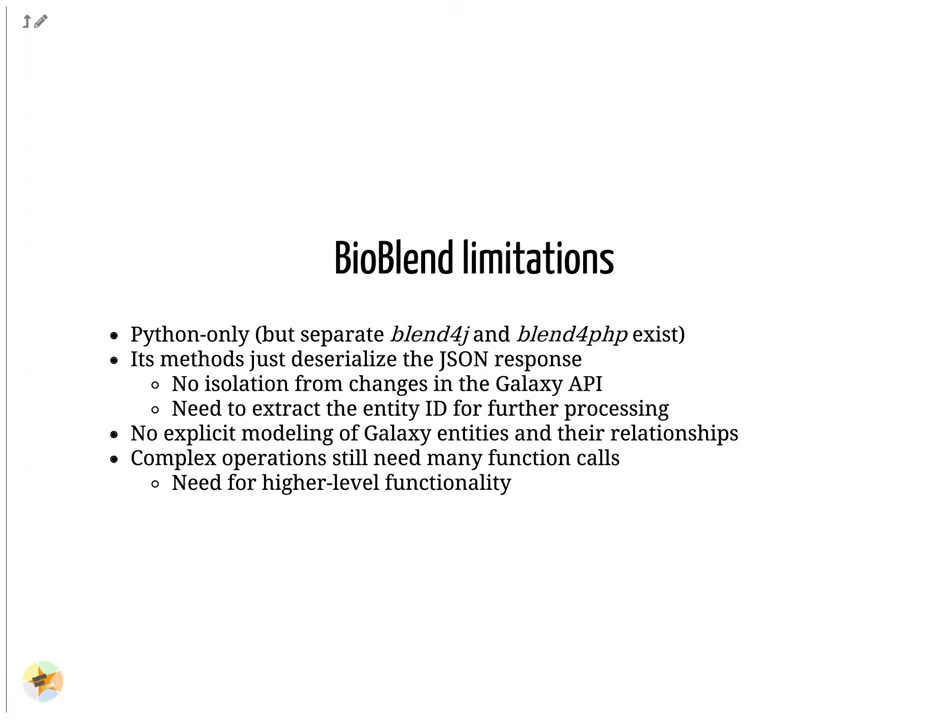 BioBlend limitations
• Python-only (but separate blend4j and blend4php exist)
• Its methods just deserialize the JSON response
◦ No isolation from changes in the Galaxy API
◦ Need to extract the entity ID for further processing
• No explicit modeling of Galaxy entities and their relationships
• Complex operations still need many function calls
◦ Need for higher-level functionality